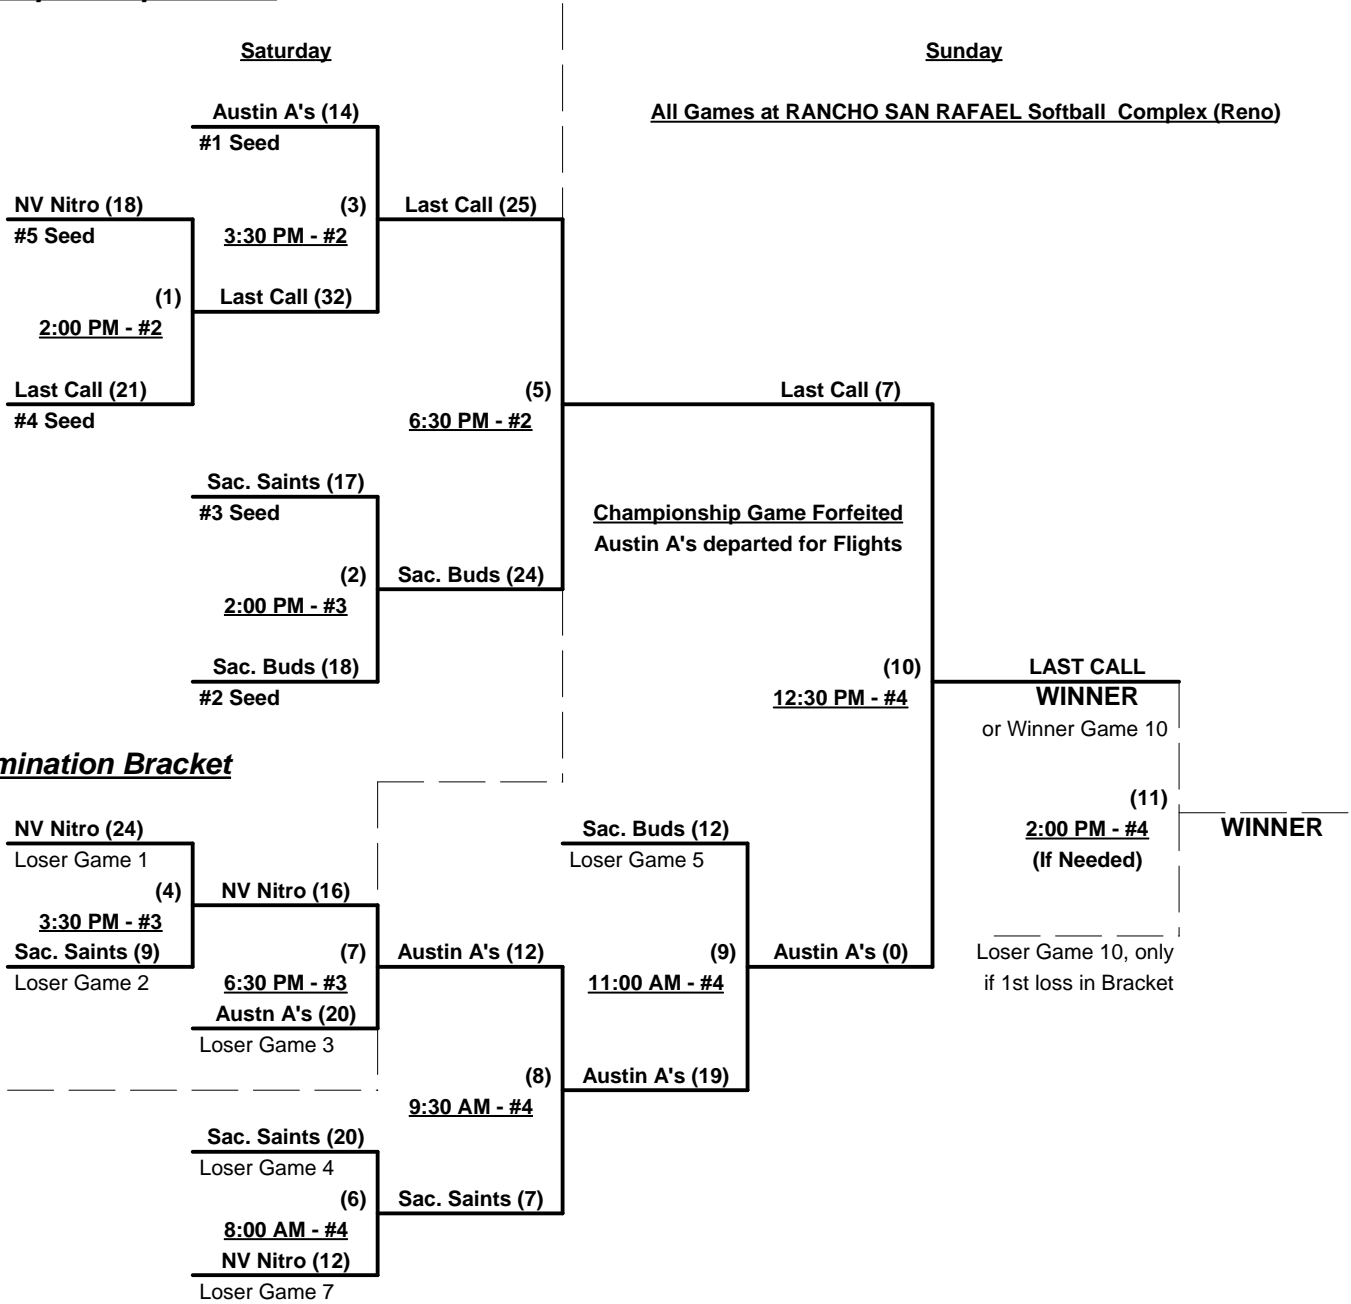 Saturday
Sunday
Austin A's (14)
All Games at RANCHO SAN RAFAEL Softball Complex (Reno)
#1 Seed
NV Nitro (18)
(3)
Last Call (25)
#5 Seed
3:30 PM - #2
(1)
Last Call (32)
2:00 PM - #2
Last Call (21)
(5)
Last Call (7)
#4 Seed
6:30 PM - #2
Sac. Saints (17)
#3 Seed
Championship Game Forfeited
Austin A's departed for Flights
(2)
Sac. Buds (24)
2:00 PM - #3
Sac. Buds (18)
(10)
LAST CALL
#2 Seed
12:30 PM - #4
WINNER
or Winner Game 10
mination Bracket
(11)
NV Nitro (24)
Sac. Buds (12)
2:00 PM - #4
WINNER
Loser Game 1
Loser Game 5
(If Needed)
(4)
NV Nitro (16)
3:30 PM - #3
Sac. Saints (9)
(7)
Austin A's (12)
(9)
Austin A's (0)
Loser Game 10, only
Loser Game 2
6:30 PM - #3
11:00 AM - #4
if 1st loss in Bracket
Austn A's (20)
Loser Game 3
(8)
Austin A's (19)
9:30 AM - #4
Sac. Saints (20)
Loser Game 4
(6)
Sac. Saints (7)
8:00 AM - #4
NV Nitro (12)
Loser Game 7